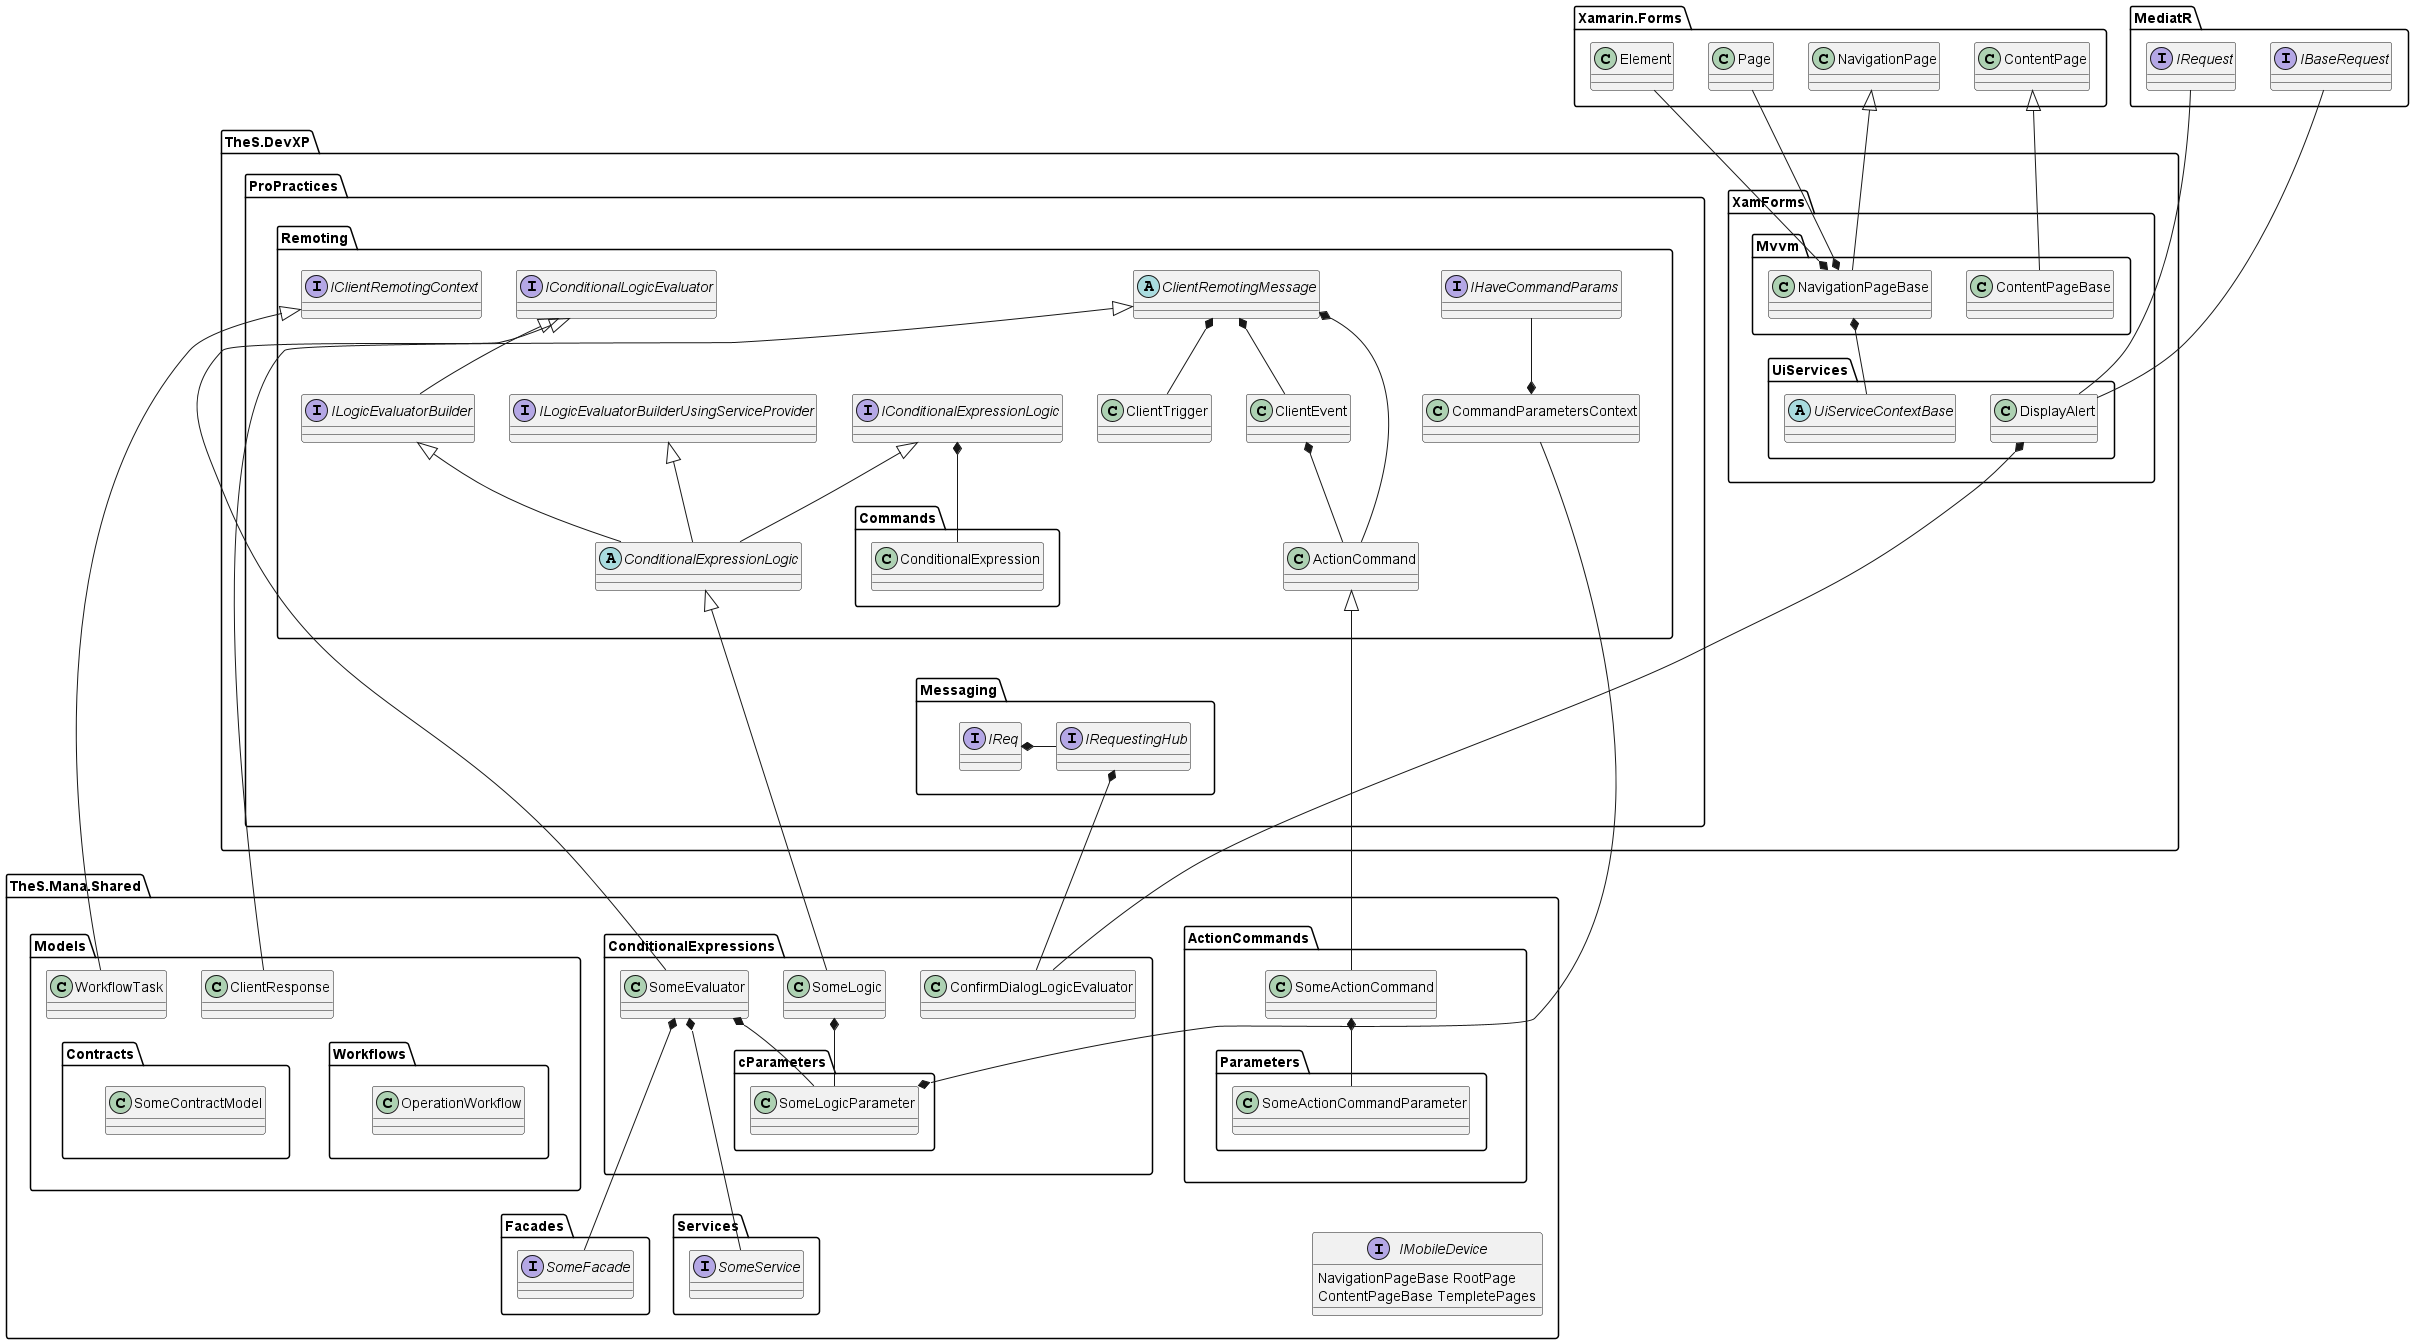 Xamarin.Forms
MediatR
C Element
C Page
C NavigationPage
C ContentPage
I IRequest
I IBaseRequest
TheS.DevXP
ProPractices
XamForms
Remoting
Mvvm
I IClientRemotingContext
I IConditionalLogicEvaluator
A ClientRemotingMessage
I IHaveCommandParams
C NavigationPageBase
C ContentPageBase
UiServices
I ILogicEvaluatorBuilder
I ILogicEvaluatorBuilderUsingServiceProvider
I IConditionalExpressionLogic
C ClientTrigger
C ClientEvent
C CommandParametersContext
A UiServiceContextBase
C DisplayAlert
Commands
A ConditionalExpressionLogic
C ConditionalExpression
C ActionCommand
Messaging
I IReq
I IRequestingHub
TheS.Mana.Shared
Models
ConditionalExpressions
ActionCommands
C WorkflowTask
C ClientResponse
C SomeEvaluator
C SomeLogic
C ConfirmDialogLogicEvaluator
C SomeActionCommand
Contracts
Workflows
cParameters
Parameters
C SomeContractModel
C OperationWorkflow
C SomeLogicParameter
C SomeActionCommandParameter
Facades
Services
I SomeFacade
I SomeService
I IMobileDevice
NavigationPageBase RootPage
ContentPageBase TempletePages